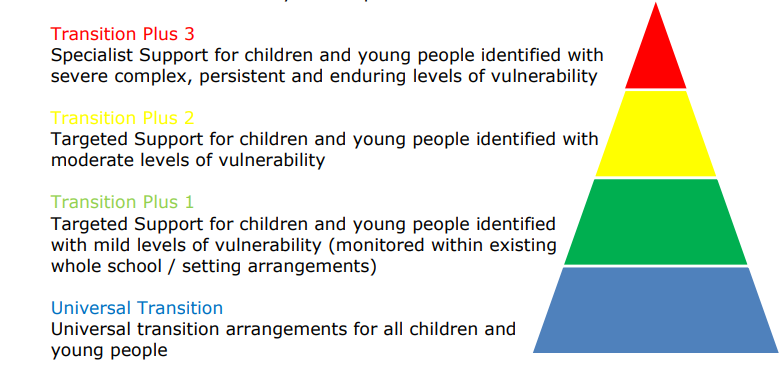 Transition Plus 3
Specialist Support for children and young people identified with
severe complex, persistent and enduring levels of vulnerability
Transition Plus 2
Targeted Support for children and young people identified with
moderate levels of vulnerability
Transition Plus 1
Targeted Support for children and young people identified
with mild levels of vulnerability (monitored within existing
whole school / setting arrangements)
Universal Transition
Universal transition arrangements for all children and
young people